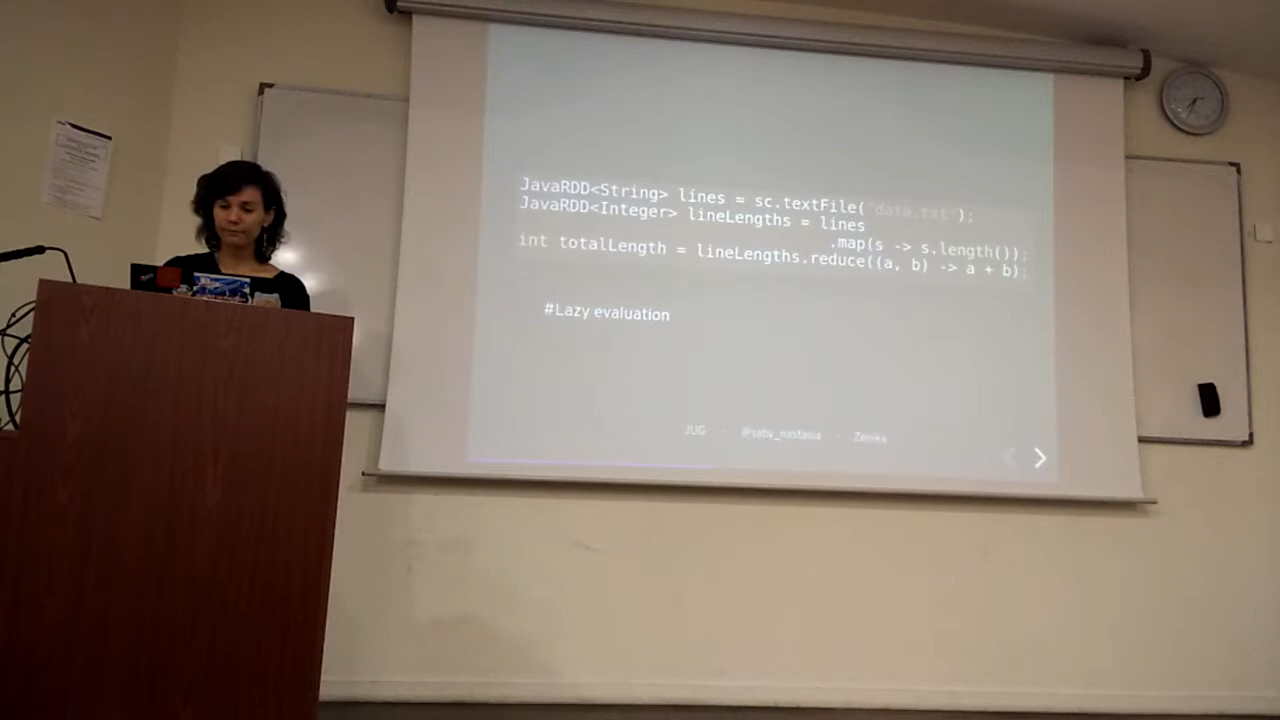 JavaRDD<String> lines = sc.textFile("data.txt");
JavaRDD<Integer> lineLengths = lines
.map(s -> s.length());
int totalLength = lineLengths.reduce((a, b) -> a + b);
#Lazy evaluation
JUG - @saby_nastasia - Zenika